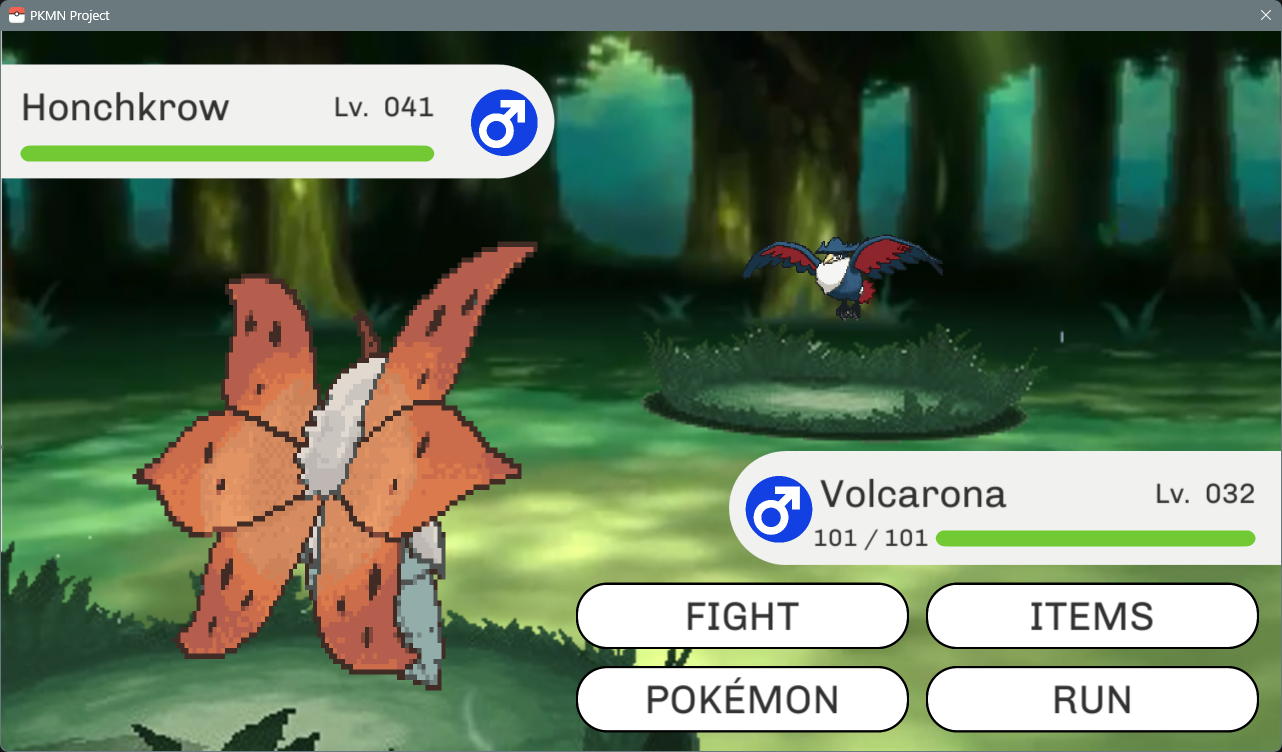 PKMN Project
Honchkrow Lv. 041
Volcarona Lv. 032
101 / 101
FIGHT ITEMS
POKÉMON RUN